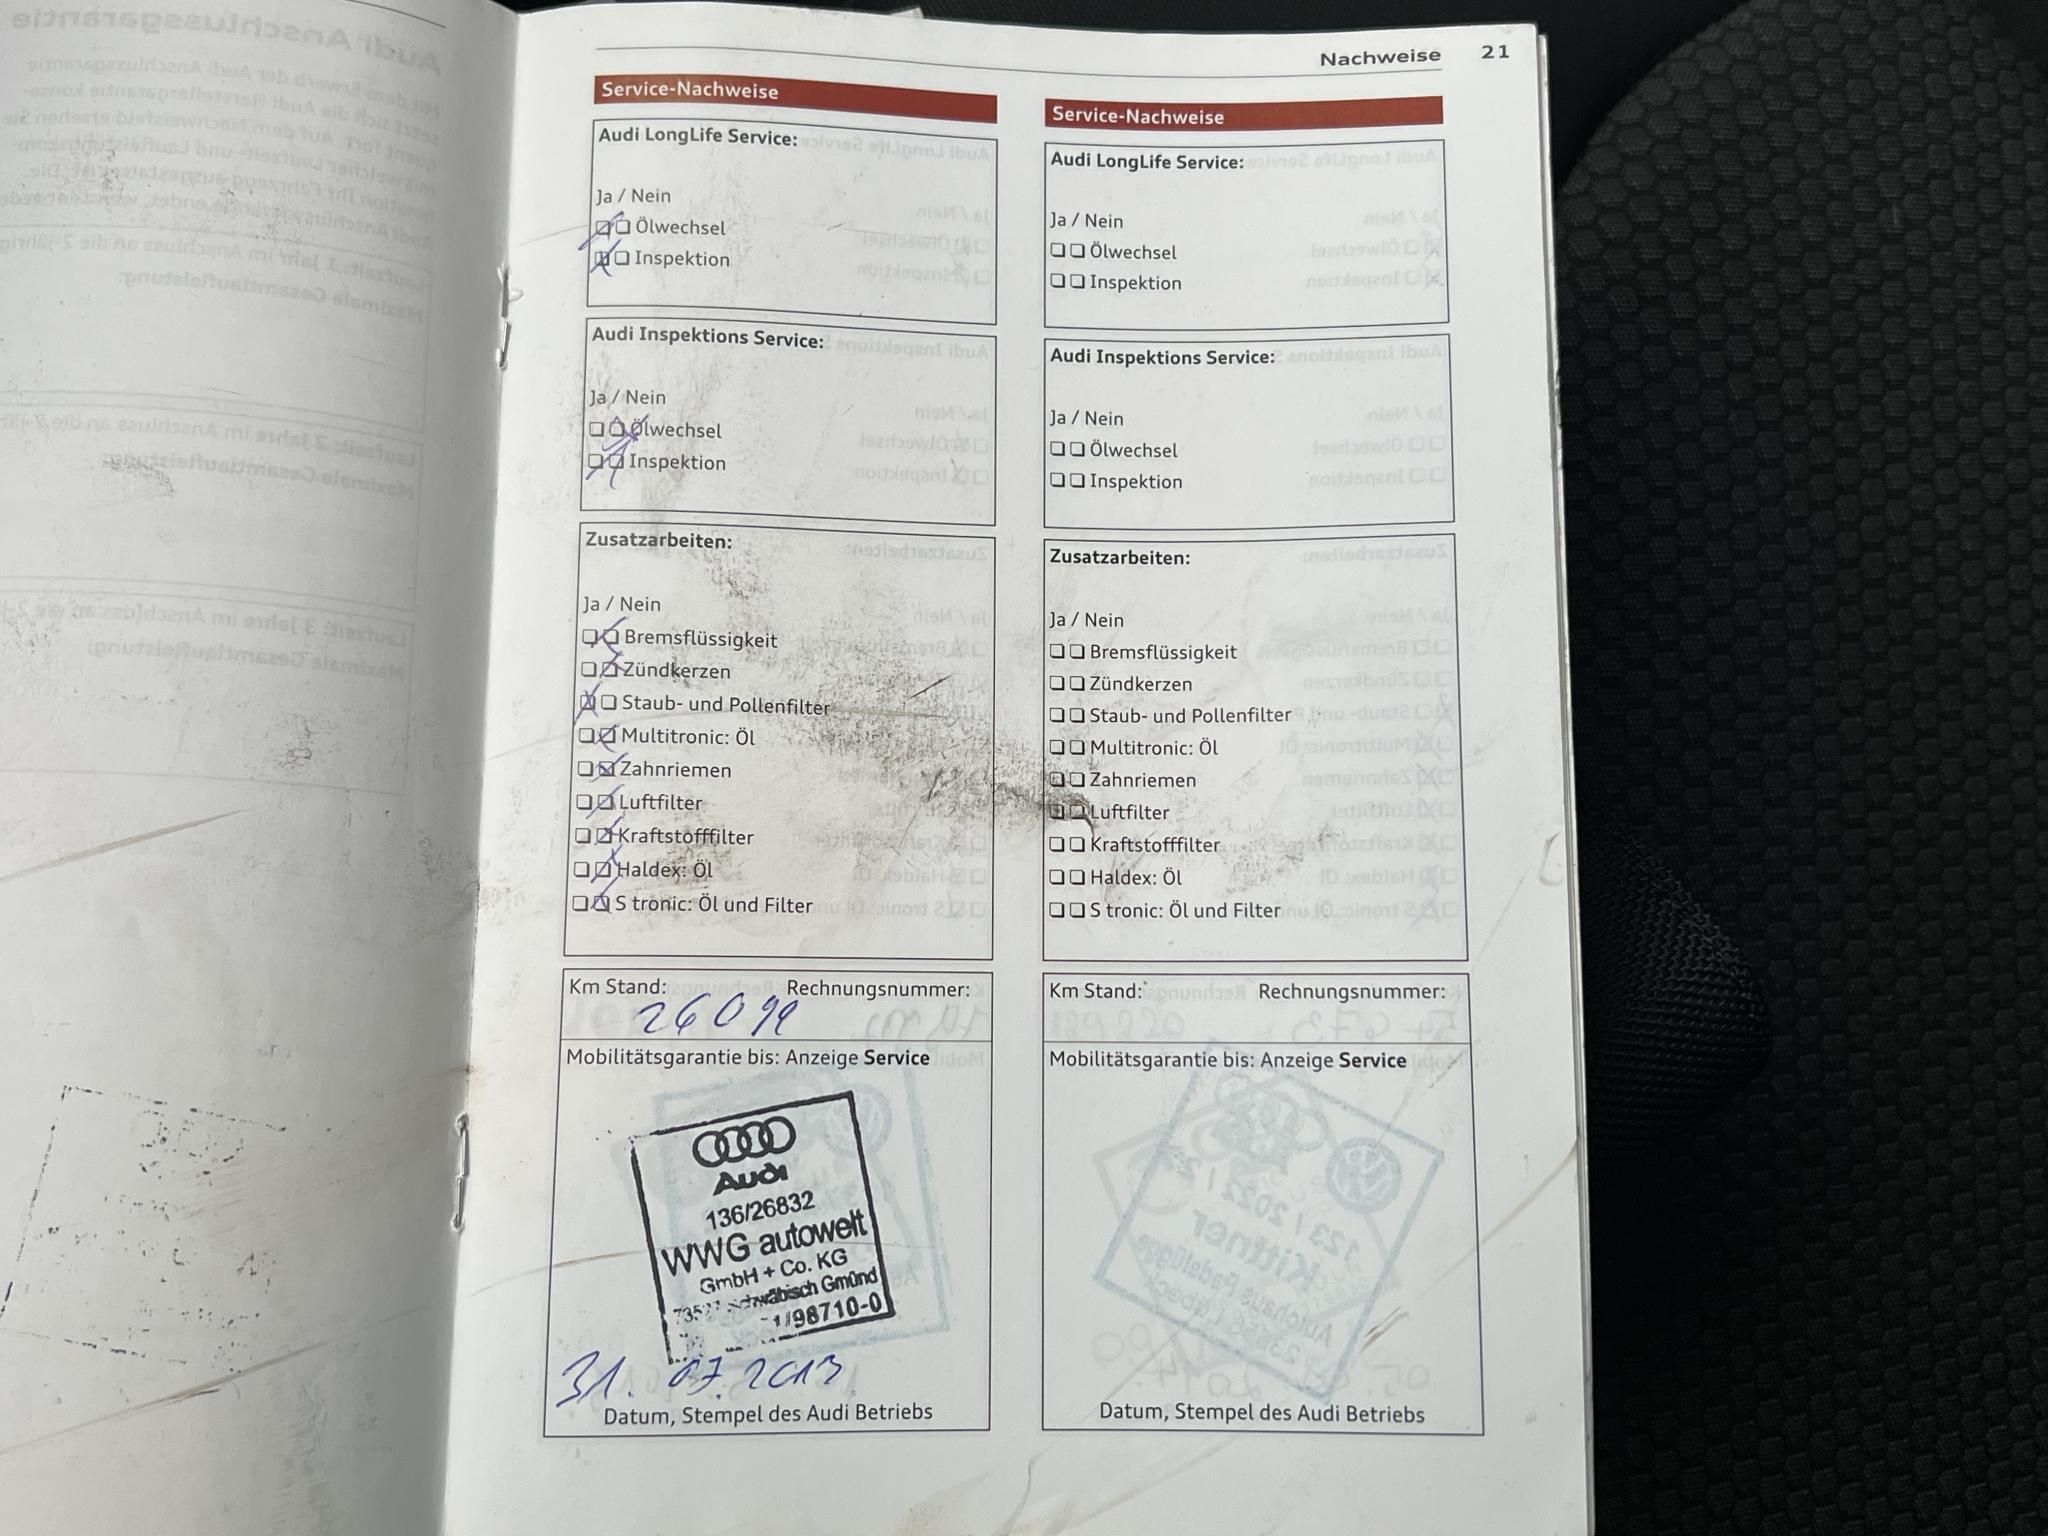 Nachweise 21
Service-Nachweise
Audi LongLife Service:
Ja / Nein
Ölwechsel
Inspektion
Audi Inspektions Service:
Ja / Nein
Ölwechsel
Inspektion
Zusatzarbeiten:
Ja / Nein
Bremsflüssigkeit
Zündkerzen
Staub- und Pollenfilter
Multitronic: Öl
Zahnriemen
Luftfilter
Kraftstofffilter
Haldex: Öl
S tronic: Öl und Filter
Km Stand: Rechnungsnummer:
Mobilitätsgarantie bis: Anzeige Service
Audi
136/26832
WWG autowelt
GmbH + Co. KG
Schwäbisch Gmünd
/98710-0
31. 07. 2013
Datum, Stempel des Audi Betriebs
Service-Nachweise
Audi LongLife Service:
Ja / Nein
Ölwechsel
Inspektion
Audi Inspektions Service:
Ja / Nein
Ölwechsel
Inspektion
Zusatzarbeiten:
Ja / Nein
Bremsflüssigkeit
Zündkerzen
Staub- und Pollenfilter
Multitronic: Öl
Zahnriemen
Luftfilter
Kraftstofffilter
Haldex: Öl
S tronic: Öl und Filter
Km Stand: Rechnungsnummer:
Mobilitätsgarantie bis: Anzeige Service
Datum, Stempel des Audi Betriebs